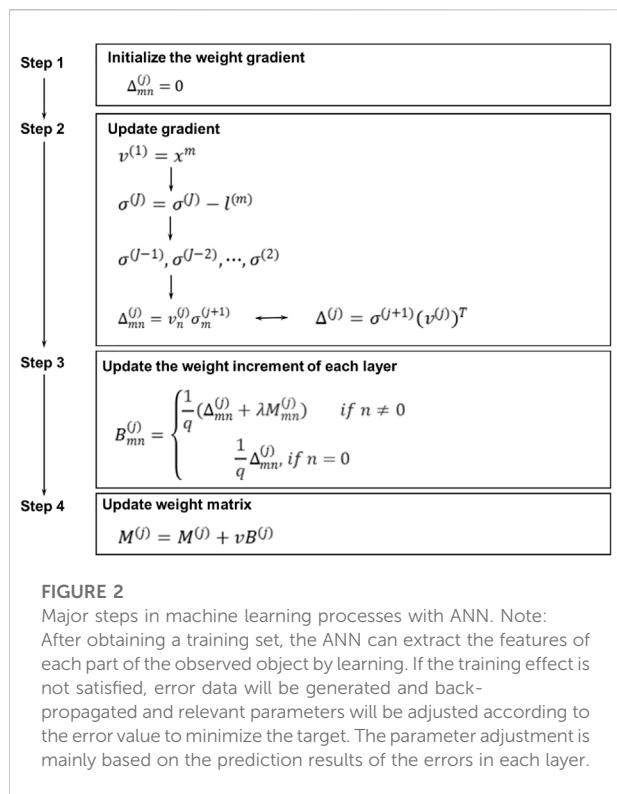 Step 1
Initialize the weight gradient
Δ_{mn}^{(j)} = 0
Step 2
Update gradient
v^{(1)} = x^m
σ^{(J)} = σ^{(J)} − l^{(m)}
σ^{(J−1)}, σ^{(J−2)}, ⋯, σ^{(2)}
Δ_{mn}^{(j)} = v_n^{(j)} σ_m^{(j+1)} ⟷ Δ^{(j)} = σ^{(j+1)} (v^{(j)})^T
Step 3
Update the weight increment of each layer
B_{mn}^{(j)} = { \frac{1}{q} (Δ_{mn}^{(j)} + λM_{mn}^{(j)}) if n ≠ 0
\frac{1}{q} Δ_{mn}^{(j)}, if n = 0
Step 4
Update weight matrix
M^{(j)} = M^{(j)} + vB^{(j)}
FIGURE 2
Major steps in machine learning processes with ANN. Note:
After obtaining a training set, the ANN can extract the features of
each part of the observed object by learning. If the training effect is
not satisfied, error data will be generated and back-
propagated and relevant parameters will be adjusted according to
the error value to minimize the target. The parameter adjustment is
mainly based on the prediction results of the errors in each layer.